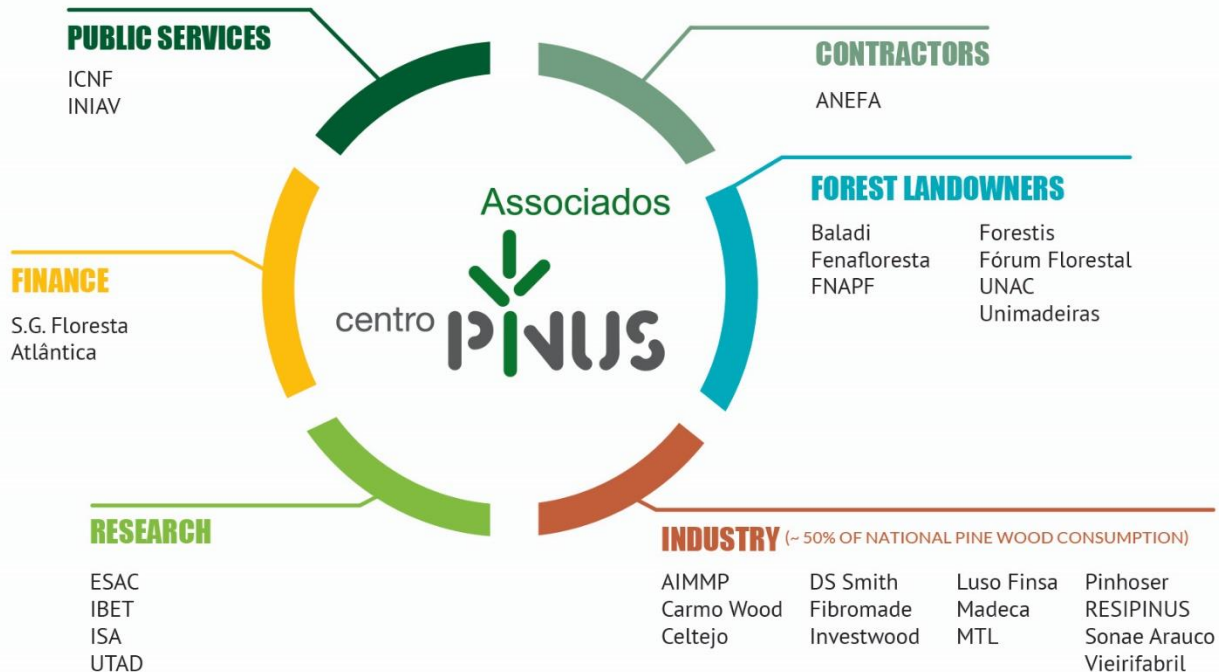 PUBLIC SERVICES
ICNF
INIAV
CONTRACTORS
ANEFA
FOREST LANDOWNERS
Baladi
Fenafloresta
FNAPF
Forestis
Fórum Florestal
UNAC
Unimadeiras
Associados
centro PINUS
FINANCE
S.G. Floresta
Atlântica
RESEARCH
ESAC
IBET
ISA
UTAD
INDUSTRY (~ 50% OF NATIONAL PINE WOOD CONSUMPTION)
AIMMP
Carmo Wood
Celtejo
DS Smith
Fibromade
Investwood
Luso Finsa
Madeca
MTL
Pinhoser
RESIPINUS
Sonae Arauco
Vieirifabril